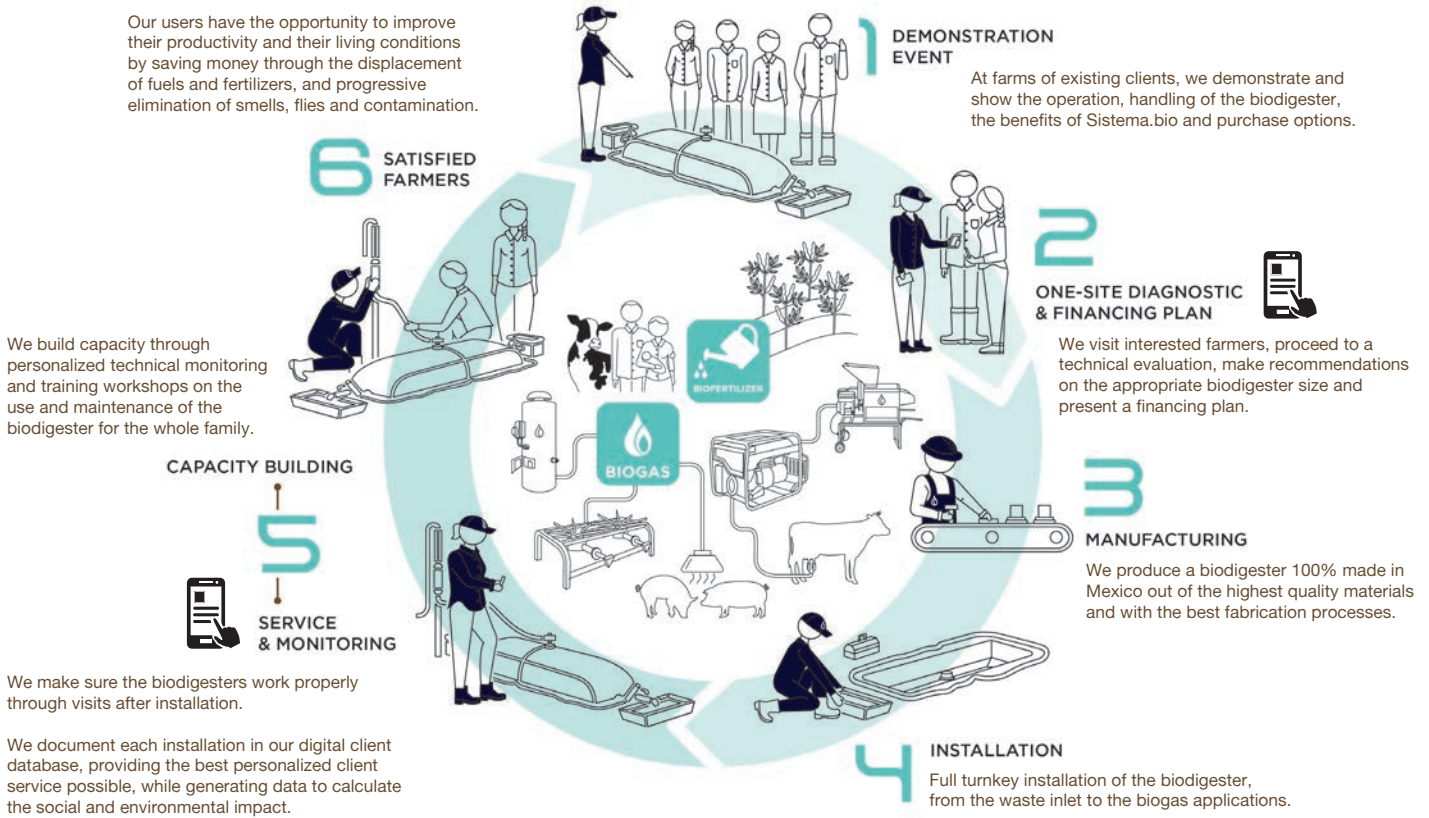 1
DEMONSTRATION
EVENT
At farms of existing clients, we demonstrate and
show the operation, handling of the biodigester,
the benefits of Sistema.bio and purchase options.
2
ONE-SITE DIAGNOSTIC
& FINANCING PLAN
We visit interested farmers, proceed to a
technical evaluation, make recommendations
on the appropriate biodigester size and
present a financing plan.
3
MANUFACTURING
We produce a biodigester 100% made in
Mexico out of the highest quality materials
and with the best fabrication processes.
4
INSTALLATION
Full turnkey installation of the biodigester,
from the waste inlet to the biogas applications.
We build capacity through
personalized technical monitoring
and training workshops on the
use and maintenance of the
biodigester for the whole family.
CAPACITY BUILDING
5
SERVICE
& MONITORING
We make sure the biodigesters work properly
through visits after installation.
We document each installation in our digital client
database, providing the best personalized client
service possible, while generating data to calculate
the social and environmental impact.
Our users have the opportunity to improve
their productivity and their living conditions
by saving money through the displacement
of fuels and fertilizers, and progressive
elimination of smells, flies and contamination.
6
SATISFIED
FARMERS
BIOFERTILIZER
BIOGAS